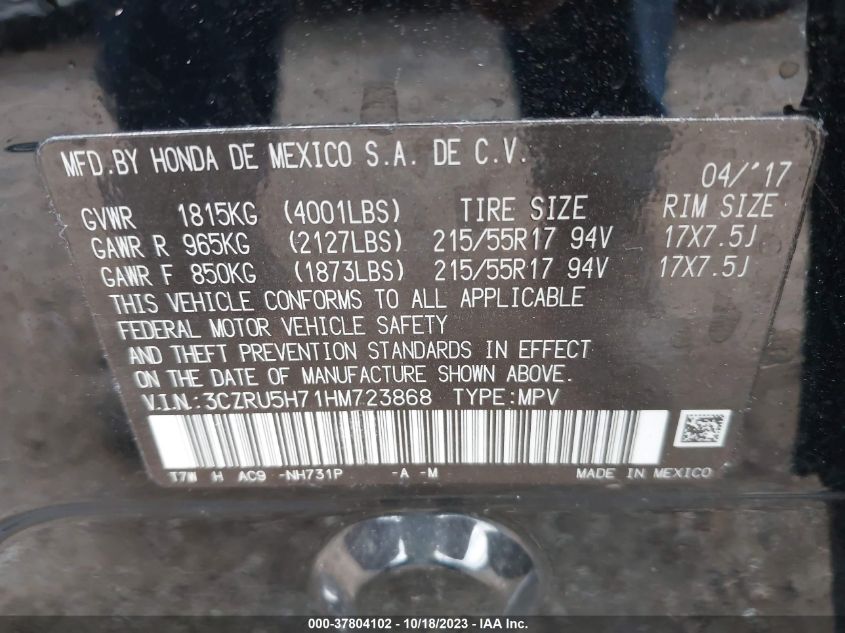 MFD.BY HONDA DE MEXICO S.A. DE C.V.
04/'17
GVWR 1815KG (4001LBS) TIRE SIZE RIM SIZE
GAWR R 965KG (2127LBS) 215/55R17 94V 17X7.5J
GAWR F 850KG (1873LBS) 215/55R17 94V 17X7.5J
THIS VEHICLE CONFORMS TO ALL APPLICABLE
FEDERAL MOTOR VEHICLE SAFETY
AND THEFT PREVENTION STANDARDS IN EFFECT
ON THE DATE OF MANUFACTURE SHOWN ABOVE.
V.I.N.:3CZRU5H71HM723868 TYPE:MPV
T7W H AC9 -NH731P -A -M MADE IN MEXICO
000-37804102 - 10/18/2023 - IAA Inc.